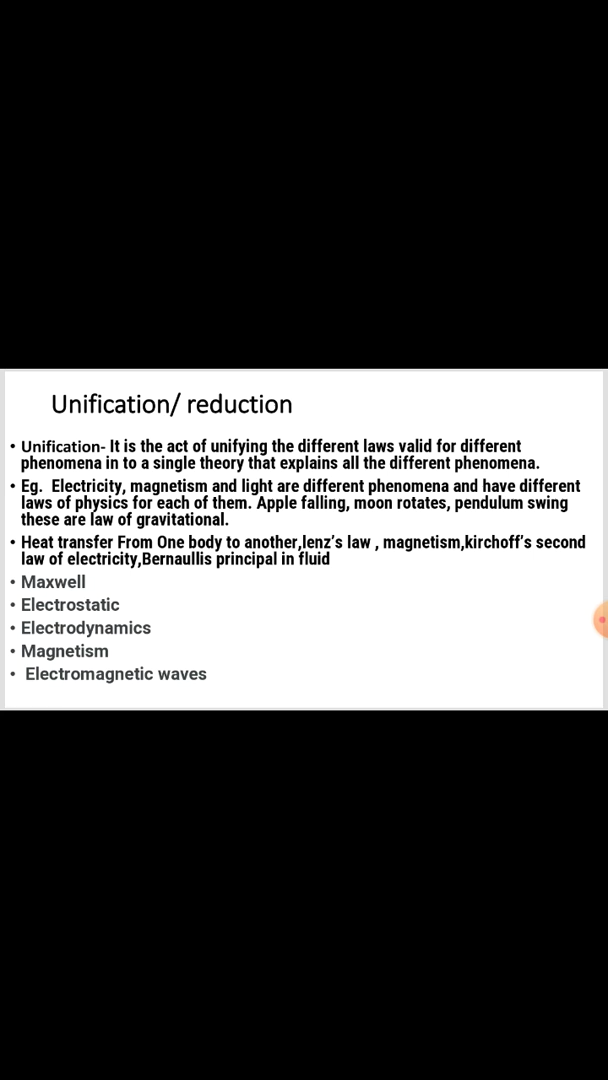 Unification/ reduction
• Unification- It is the act of unifying the different laws valid for different
phenomena in to a single theory that explains all the different phenomena.
• Eg.  Electricity, magnetism and light are different phenomena and have different
laws of physics for each of them. Apple falling, moon rotates, pendulum swing
these are law of gravitational.
• Heat transfer From One body to another,lenz’s law , magnetism,kirchoff’s second
law of electricity,Bernaullis principal in fluid
• Maxwell
• Electrostatic
• Electrodynamics
• Magnetism
• Electromagnetic waves